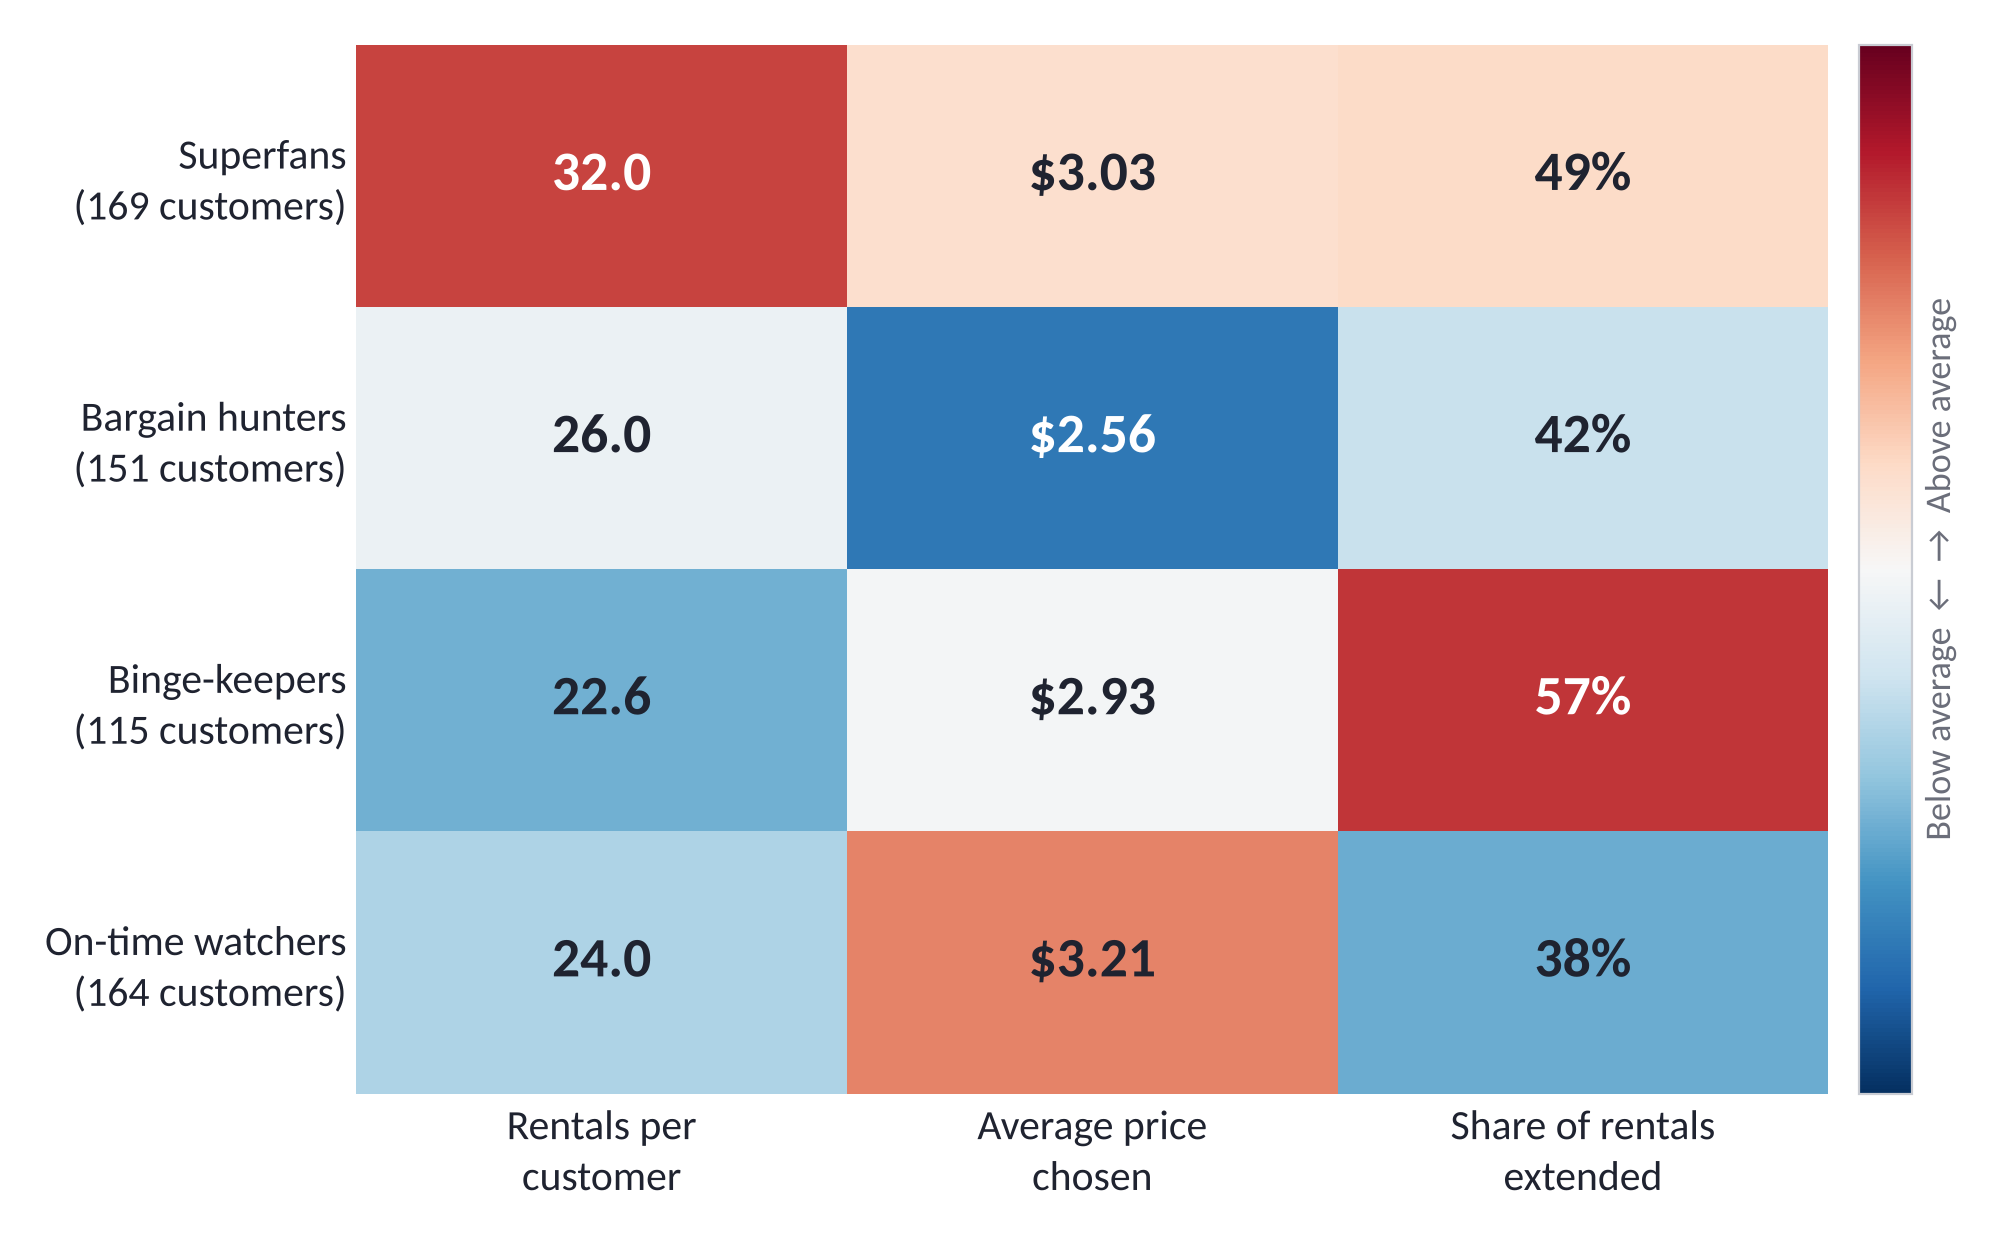 Superfans
(169 customers)
32.0
$3.03
49%
Bargain hunters
(151 customers)
26.0
$2.56
42%
Binge-keepers
(115 customers)
22.6
$2.93
57%
On-time watchers
(164 customers)
24.0
$3.21
38%
Rentals per
customer
Average price
chosen
Share of rentals
extended
Below average ← → Above average